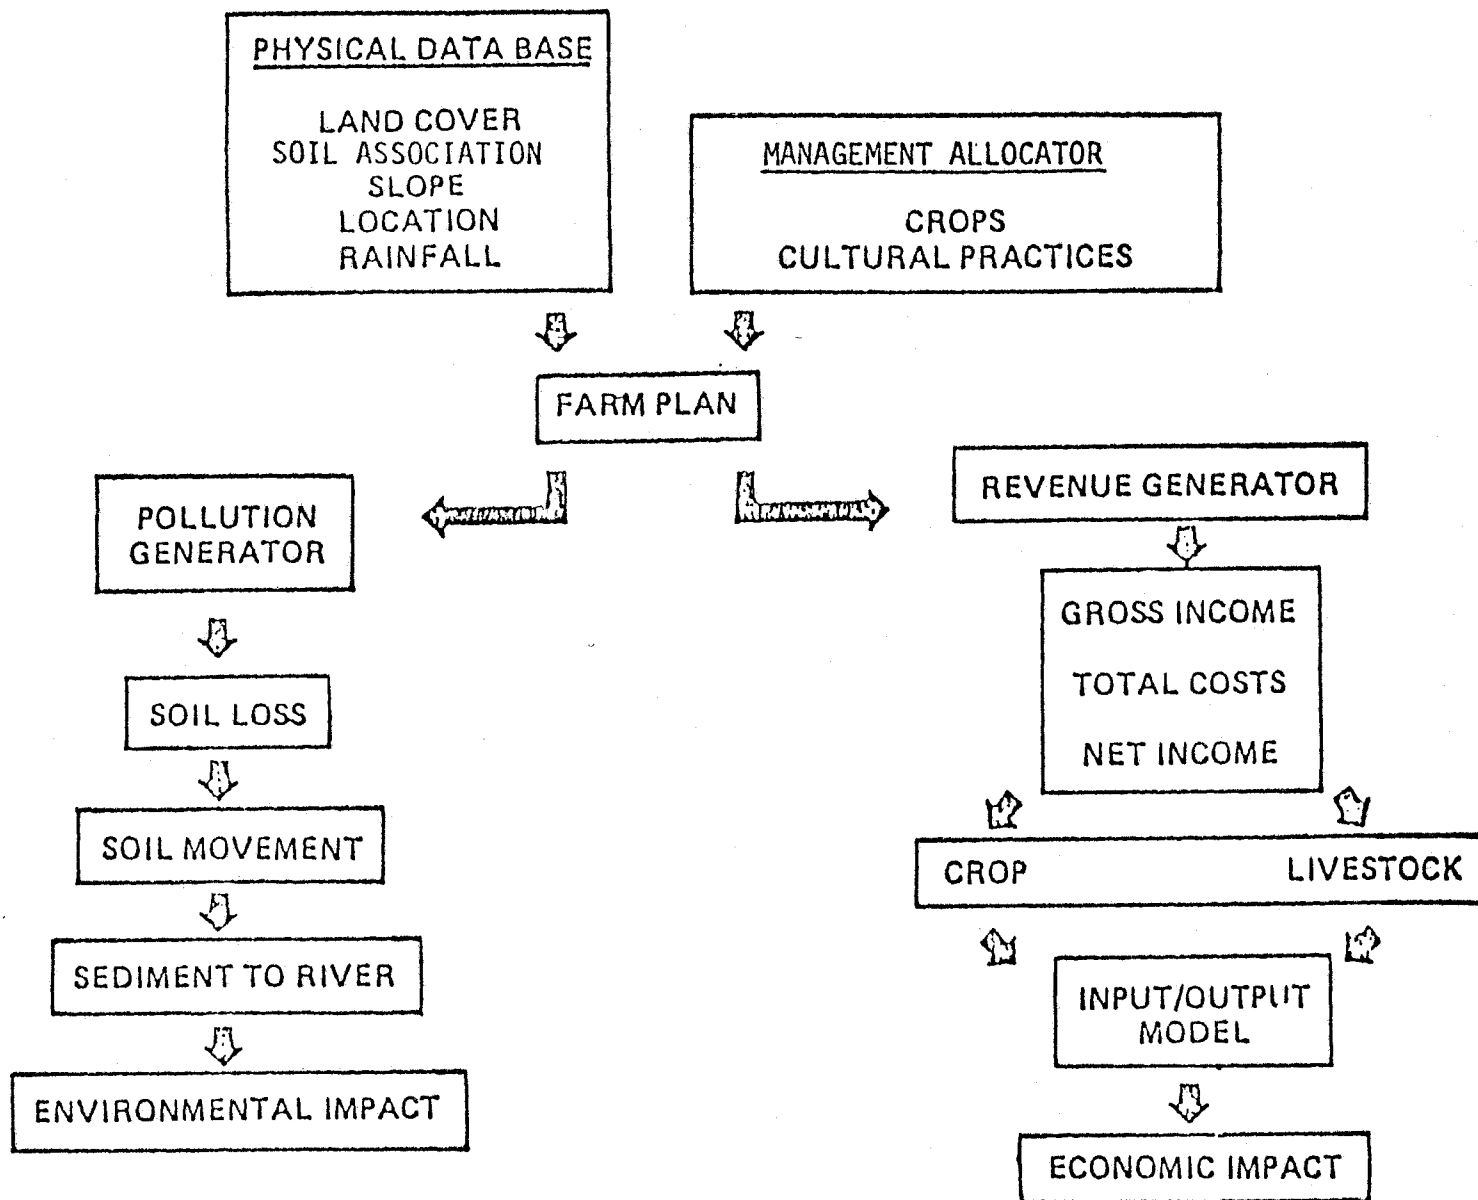 PHYSICAL DATA BASE
LAND COVER
SOIL ASSOCIATION
SLOPE
LOCATION
RAINFALL
MANAGEMENT ALLOCATOR
CROPS
CULTURAL PRACTICES
FARM PLAN
POLLUTION
GENERATOR
SOIL LOSS
SOIL MOVEMENT
SEDIMENT TO RIVER
ENVIRONMENTAL IMPACT
REVENUE GENERATOR
GROSS INCOME
TOTAL COSTS
NET INCOME
CROP LIVESTOCK
INPUT/OUTPUT
MODEL
ECONOMIC IMPACT